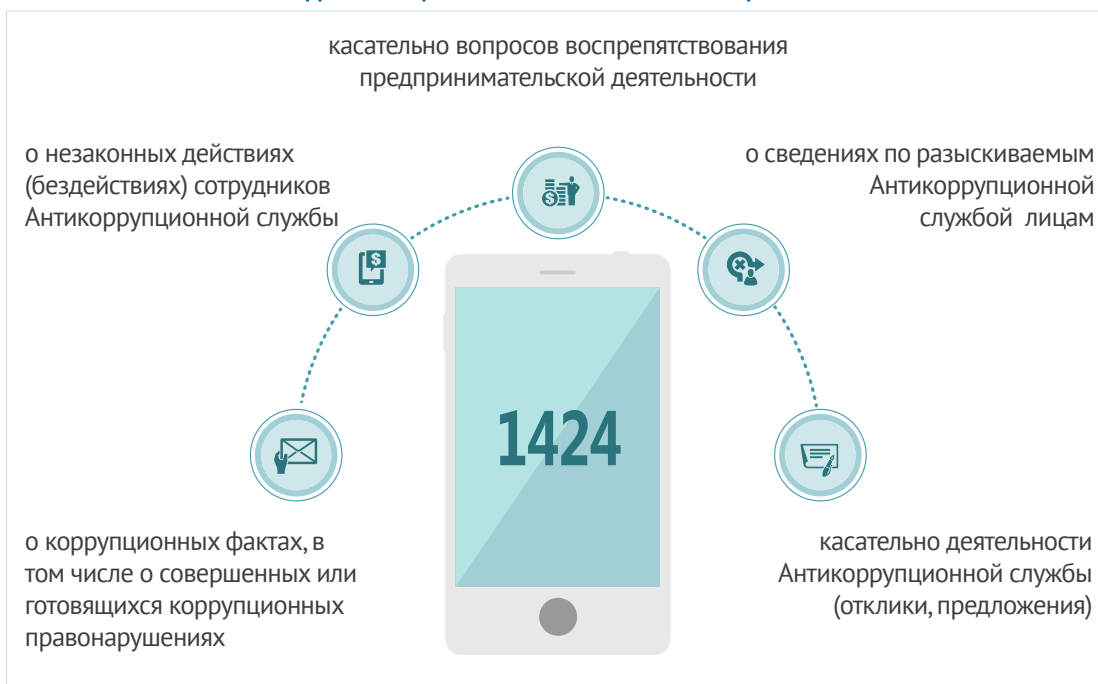 касательно вопросов воспрепятствования
предпринимательской деятельности
о незаконных действиях
(бездействиях) сотрудников
Антикоррупционной службы
о сведениях по разыскиваемым
Антикоррупционной
службой лицам
1424
о коррупционных фактах, в
том числе о совершенных или
готовящихся коррупционных
правонарушениях
касательно деятельности
Антикоррупционной службы
(отклики, предложения)